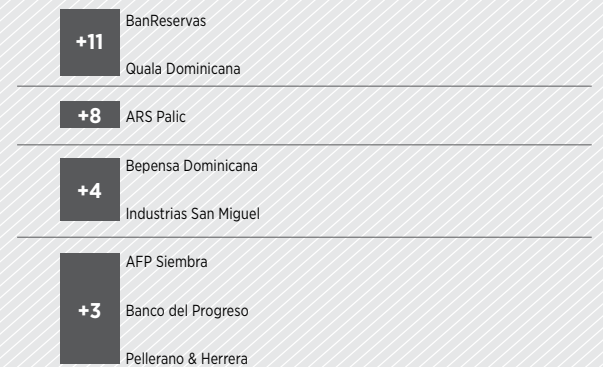 +11
BanReservas
Quala Dominicana
+8
ARS Palic
+4
Bepensa Dominicana
Industrias San Miguel
+3
AFP Siembra
Banco del Progreso
Pellerano & Herrera